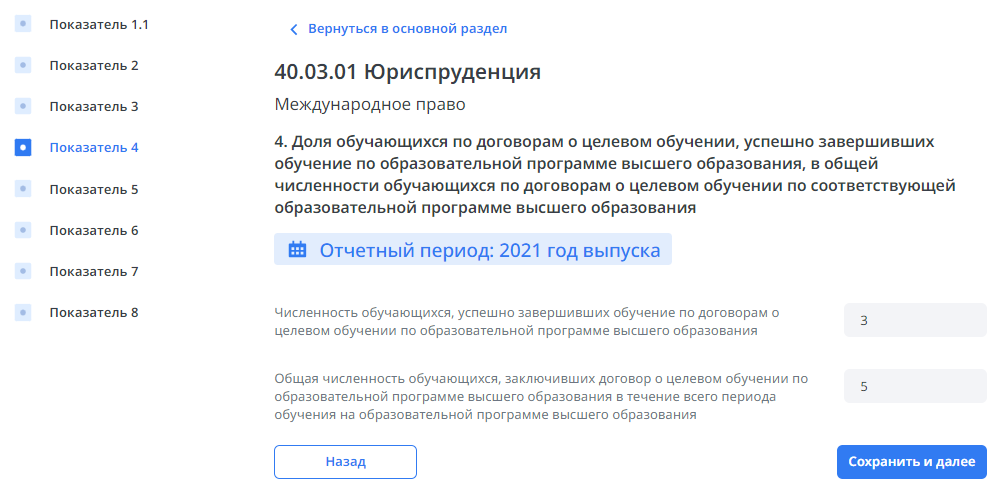 Показатель 1.1
Показатель 2
Показатель 3
Показатель 4
Показатель 5
Показатель 6
Показатель 7
Показатель 8
Вернуться в основной раздел
40.03.01 Юриспруденция
Международное право
4. Доля обучающихся по договорам о целевом обучении, успешно завершивших
обучение по образовательной программе высшего образования, в общей
численности обучающихся по договорам о целевом обучении по соответствующей
образовательной программе высшего образования
Отчетный период: 2021 год выпуска
Численность обучающихся, успешно завершивших обучение по договорам о
целевом обучении по образовательной программе высшего образования
3
Общая численность обучающихся, заключивших договор о целевом обучении по
образовательной программе высшего образования в течение всего периода
обучения на образовательной программе высшего образования
5
Назад
Сохранить и далее